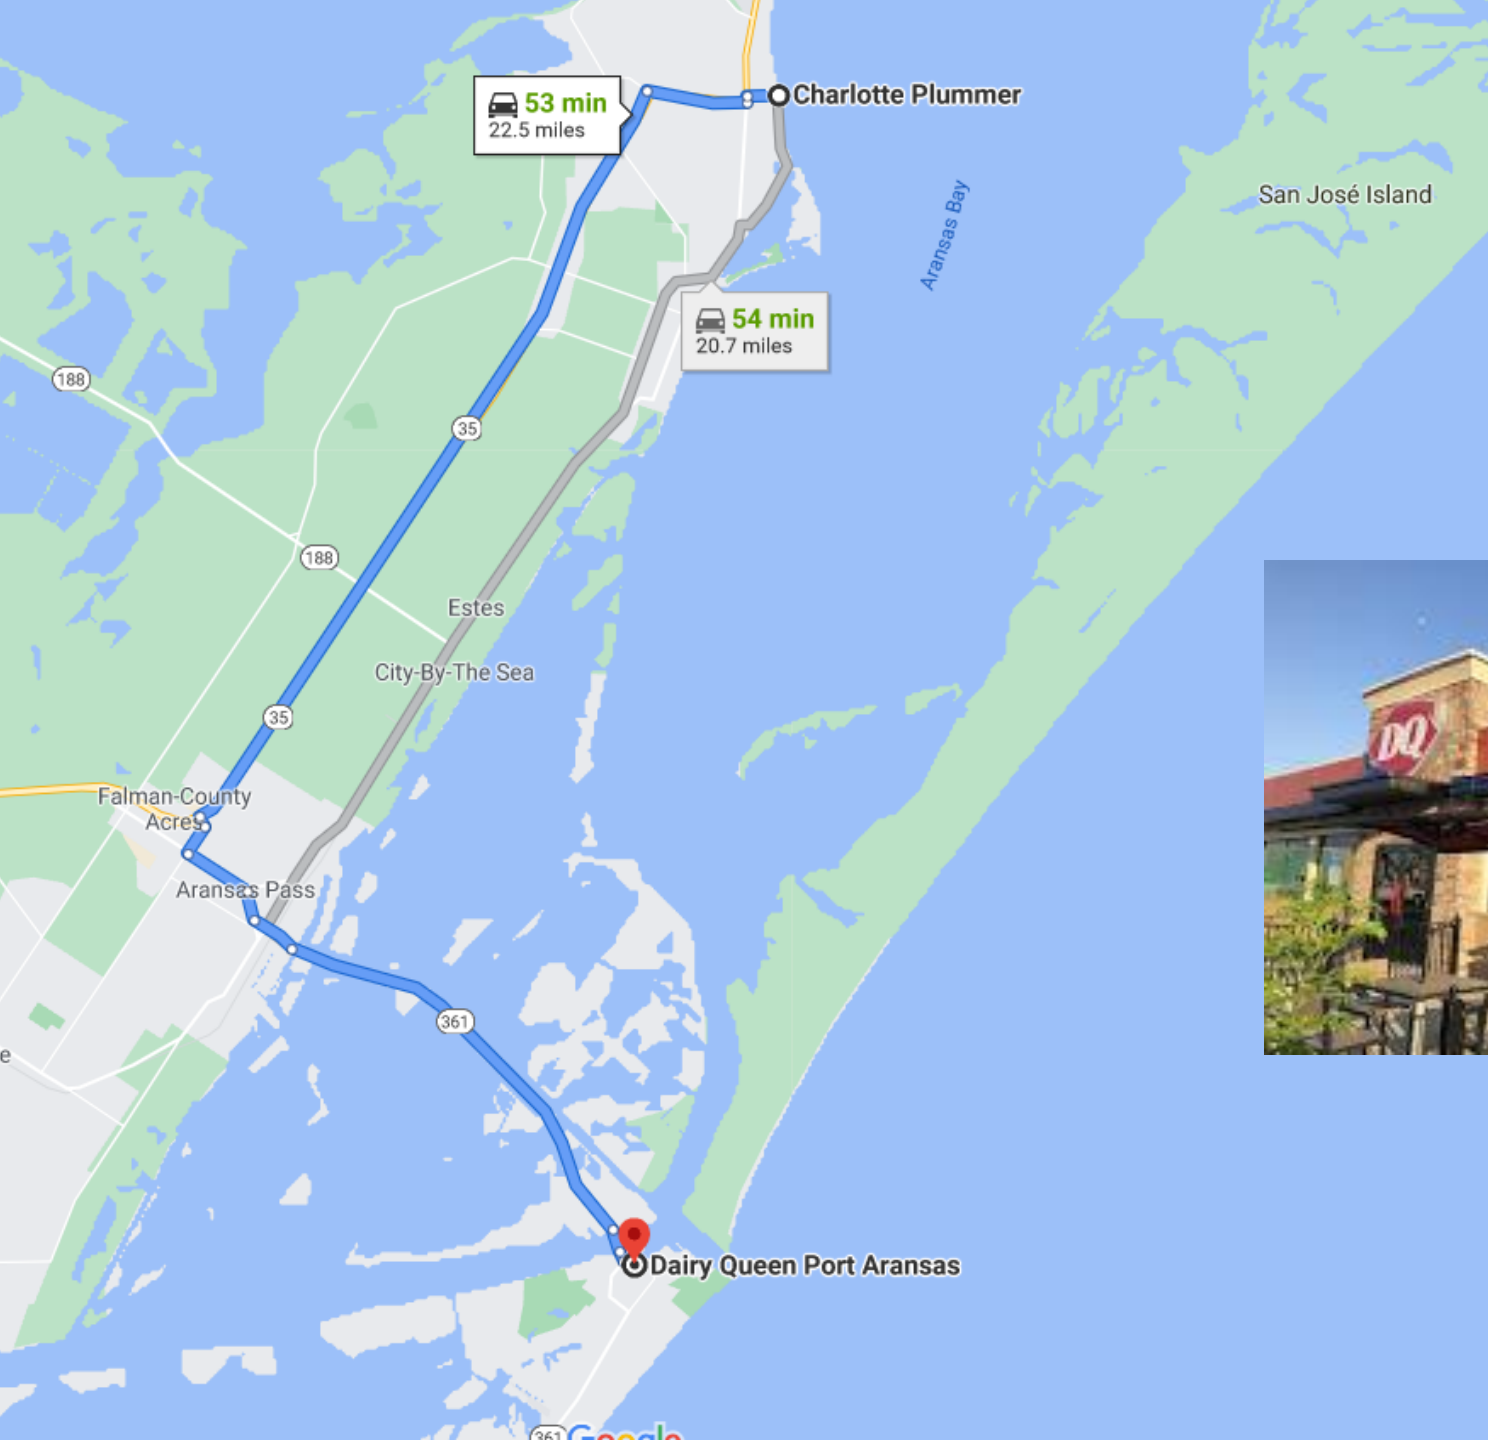 53 min
22.5 miles
Charlotte Plummer
San José Island
Aransas Bay
54 min
20.7 miles
188
35
188
Estes
City-By-The Sea
35
DQ
Falman-County
Acres
Aransas Pass
361
e
Dairy Queen Port Aransas
361
Google